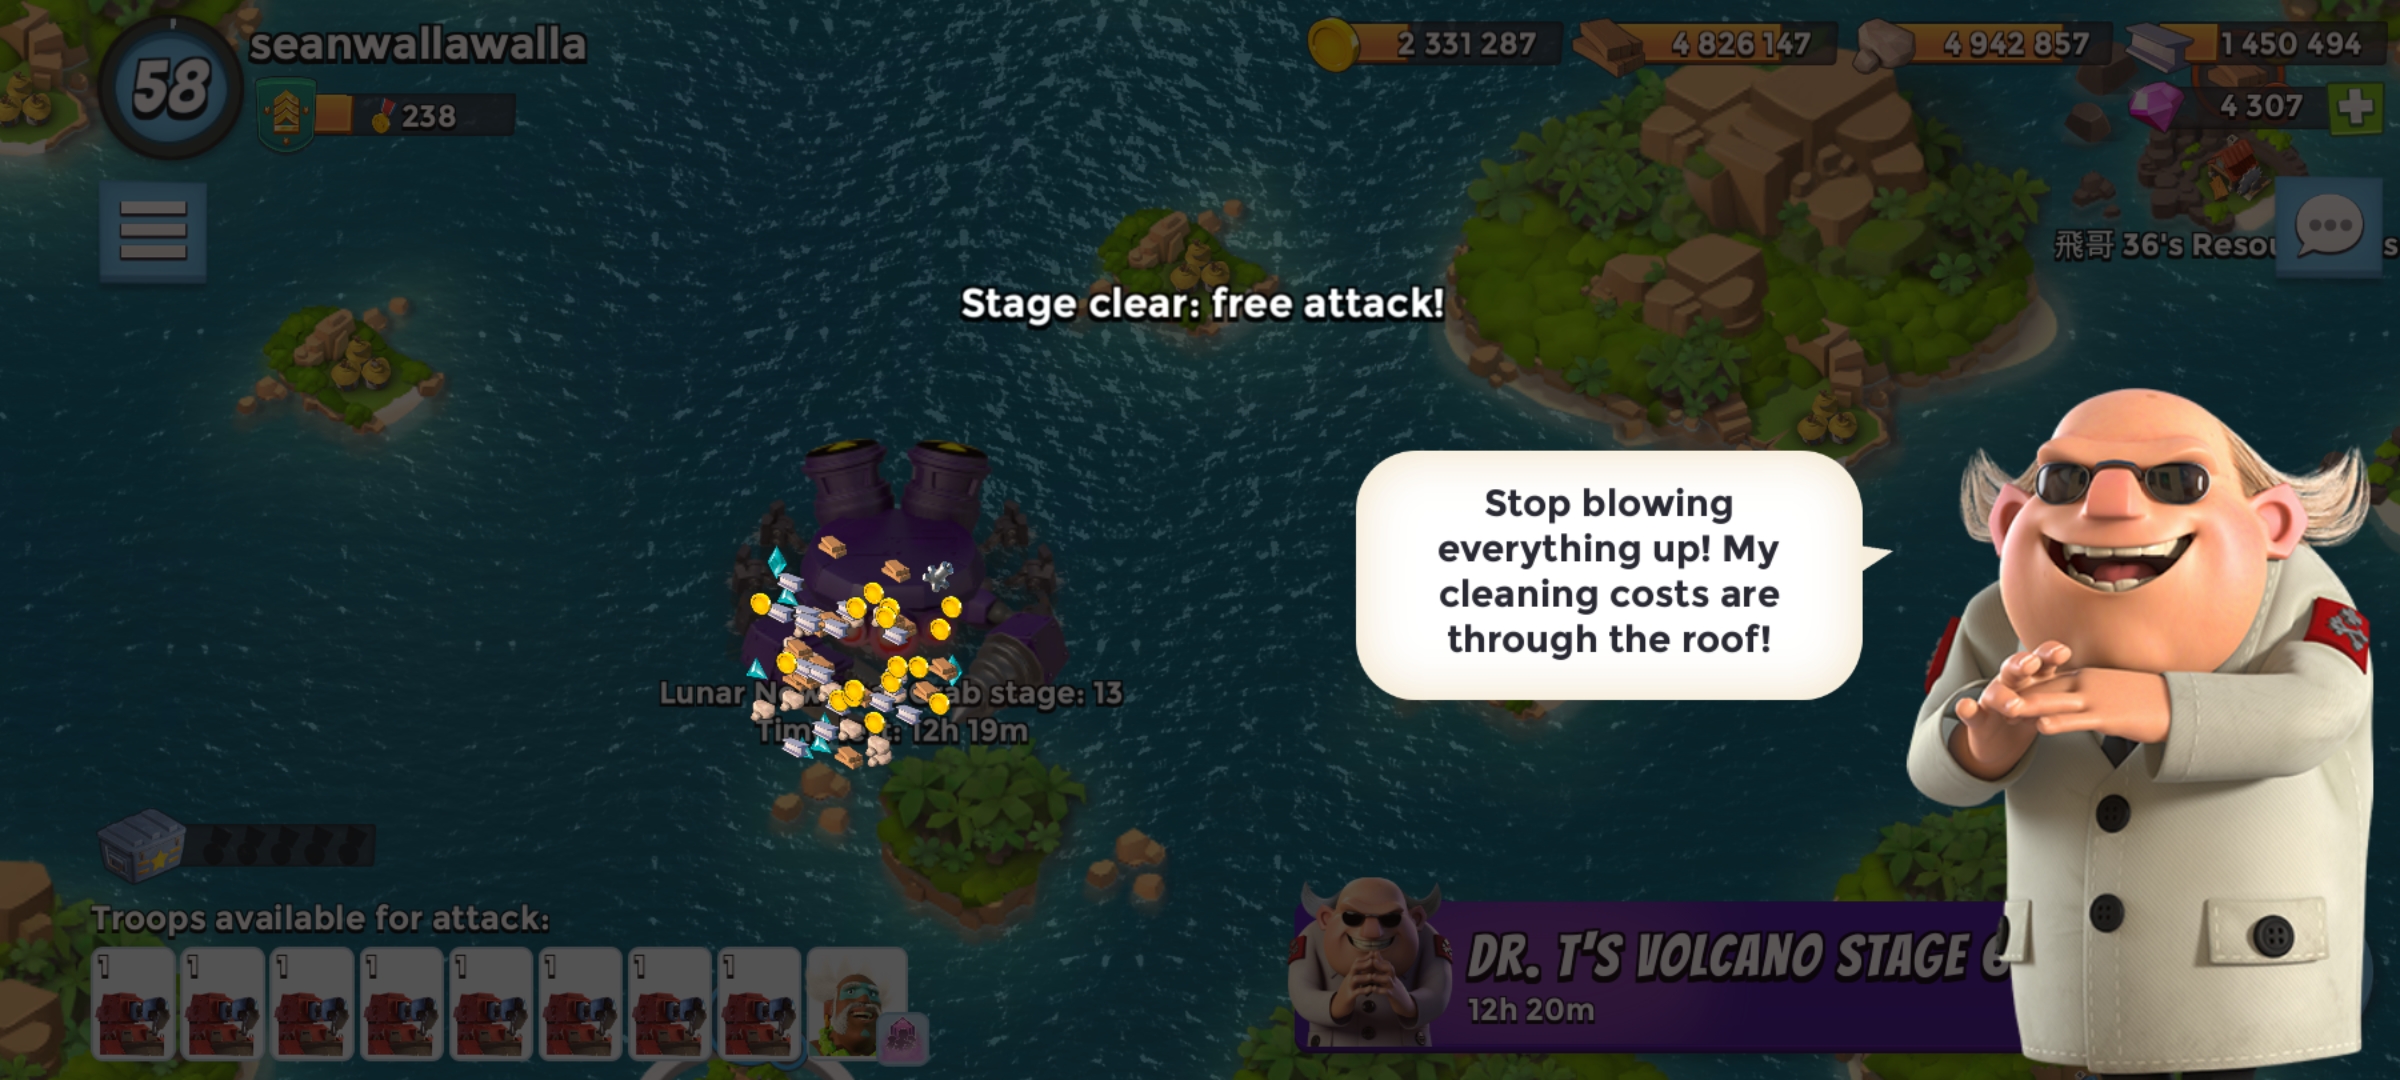 58
seanwallawalla
238
2 331 287
4 826 147
4 942 857
1 450 494
4 307
飛哥 36's
Stage clear: free attack!
Stop blowing
everything up! My
cleaning costs are
through the roof!
Lunar ab stage: 13
12h 19m
Troops available for attack:
1 1 1 1 1 1 1 1
DR. T'S VOLCANO STAGE
12h 20m